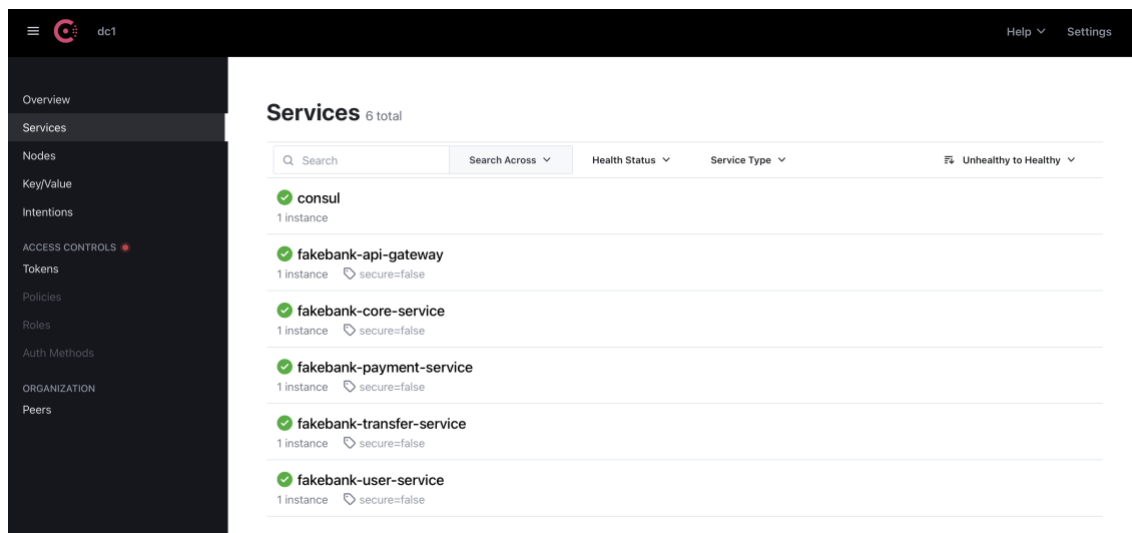 dc1
Help
Settings
Overview
Services
Nodes
Key/Value
Intentions
ACCESS CONTROLS
Tokens
Policies
Roles
Auth Methods
ORGANIZATION
Peers
Services 6 total
Search
Search Across
Health Status
Service Type
Unhealthy to Healthy
consul
1 instance
fakebank-api-gateway
1 instance secure=false
fakebank-core-service
1 instance secure=false
fakebank-payment-service
1 instance secure=false
fakebank-transfer-service
1 instance secure=false
fakebank-user-service
1 instance secure=false